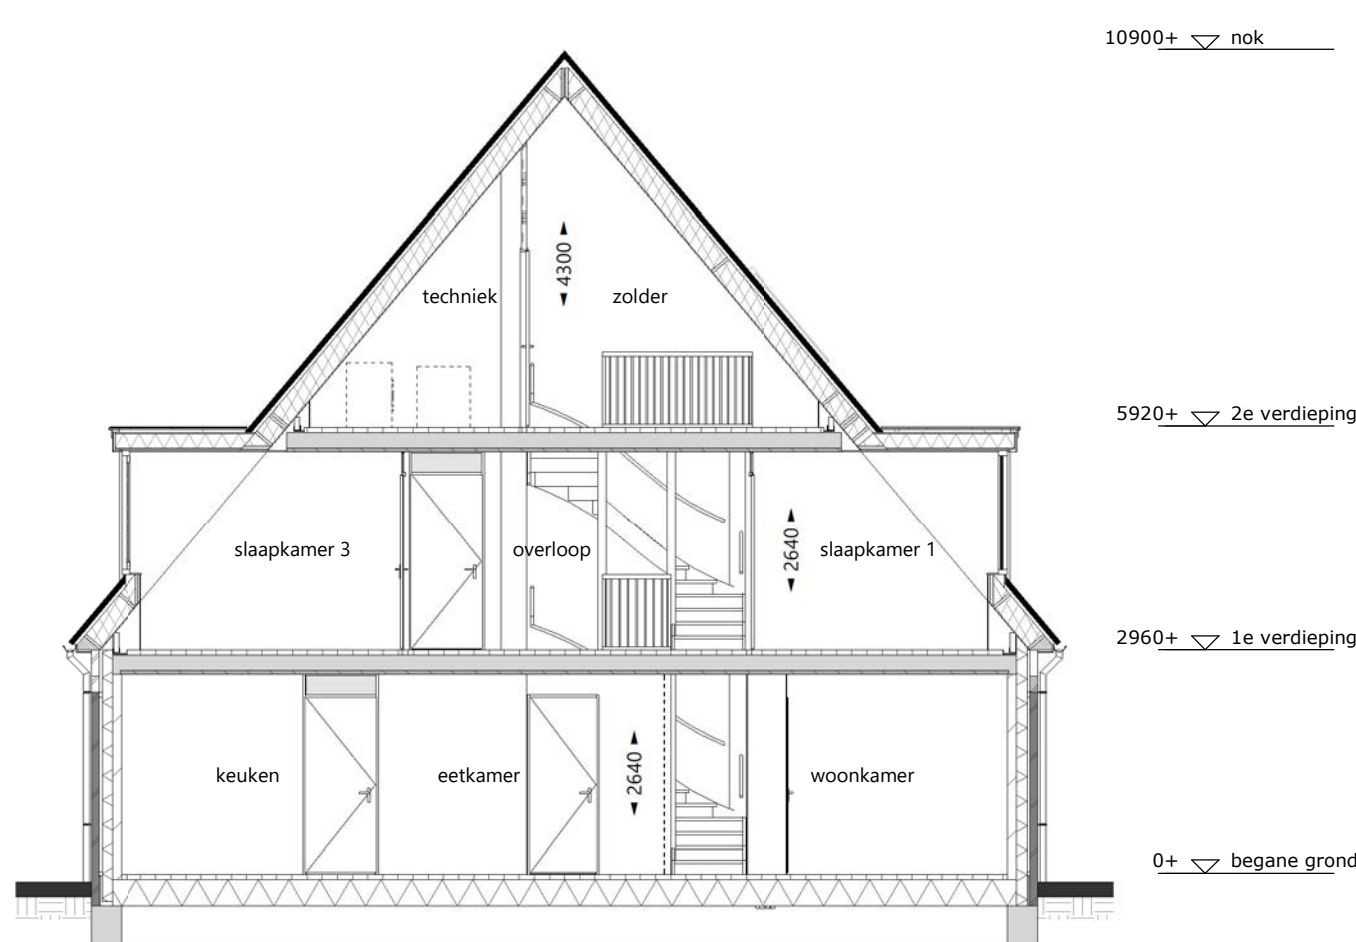 10900+ nok
4300
techniek
zolder
5920+ 2e verdieping
slaapkamer 3
overloop
2640
slaapkamer 1
2960+ 1e verdieping
keuken
eetkamer
2640
woonkamer
0+ begane grond